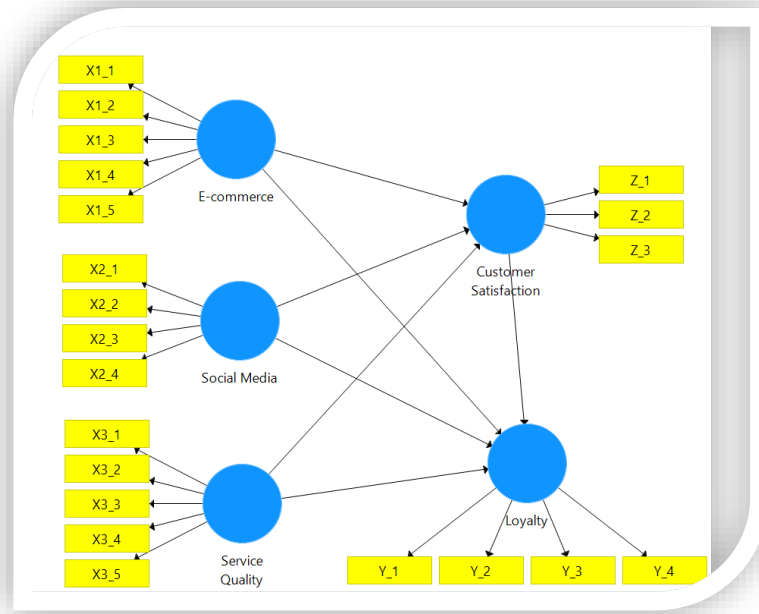 X1_1
X1_2
X1_3
X1_4
X1_5
E-commerce
X2_1
X2_2
X2_3
X2_4
Social Media
X3_1
X3_2
X3_3
X3_4
X3_5
Service
Quality
Z_1
Z_2
Z_3
Customer
Satisfaction
Loyalty
Y_1
Y_2
Y_3
Y_4